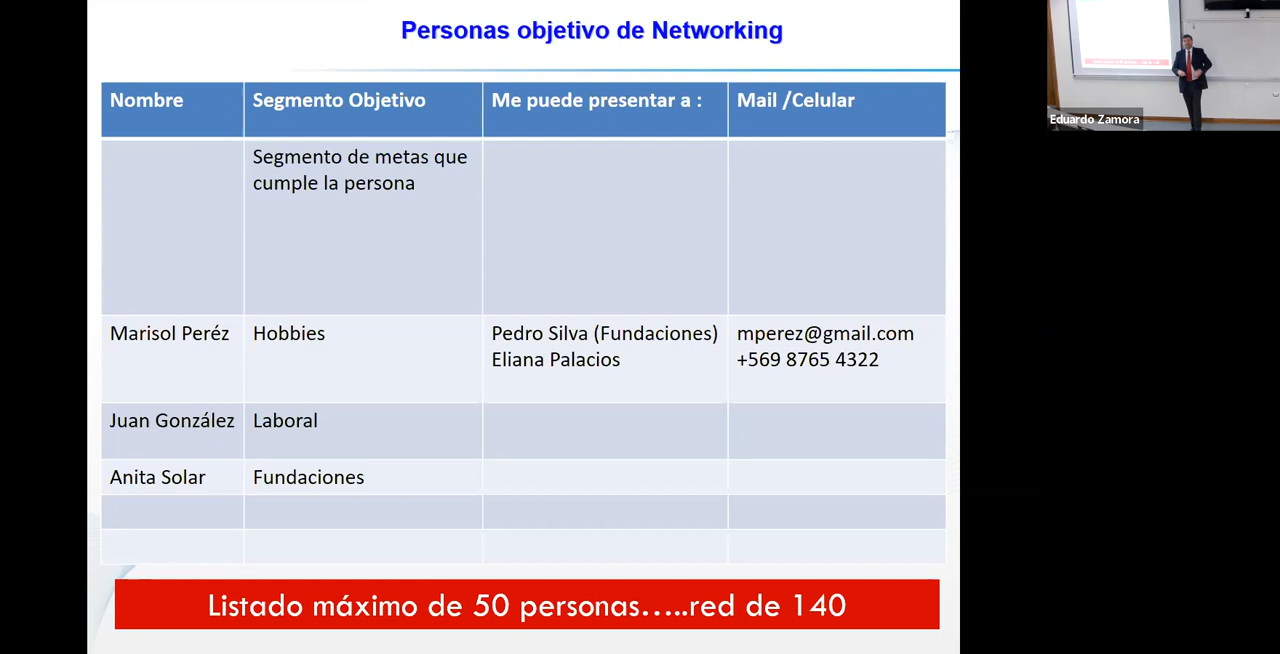 Personas objetivo de Networking
Nombre
Segmento Objetivo
Me puede presentar a :
Mail /Celular
Segmento de metas que
cumple la persona
Marisol Peréz
Hobbies
Pedro Silva (Fundaciones)
Eliana Palacios
mperez@gmail.com
+569 8765 4322
Juan González
Laboral
Anita Solar
Fundaciones
Listado máximo de 50 personas…..red de 140
Eduardo Zamora